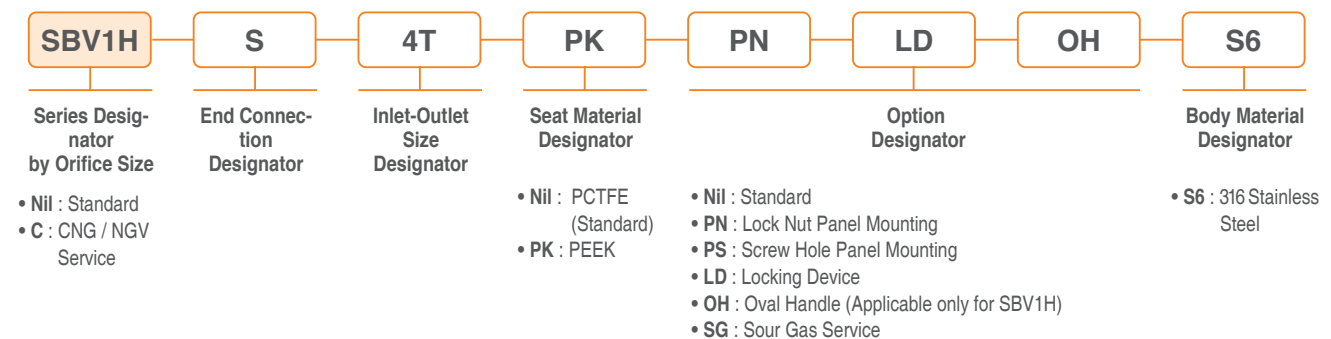 SBV1H S 4T PK PN LD OH S6
Series Desig-
nator
by Orifice Size
• Nil : Standard
• C : CNG / NGV
Service
End Connec-
tion
Designator
Inlet-Outlet
Size
Designator
Seat Material
Designator
• Nil : PCTFE
(Standard)
• PK : PEEK
Option
Designator
• Nil : Standard
• PN : Lock Nut Panel Mounting
• PS : Screw Hole Panel Mounting
• LD : Locking Device
• OH : Oval Handle (Applicable only for SBV1H)
• SG : Sour Gas Service
Body Material
Designator
• S6 : 316 Stainless
Steel